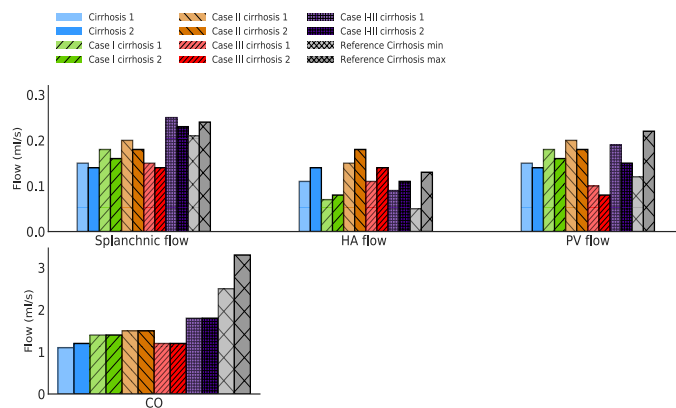 Cirrhosis 1
Cirrhosis 2
Case I cirrhosis 1
Case I cirrhosis 2
Case II cirrhosis 1
Case II cirrhosis 2
Case III cirrhosis 1
Case III cirrhosis 2
Case I-III cirrhosis 1
Case I-III cirrhosis 2
Reference Cirrhosis min
Reference Cirrhosis max
Flow (ml/s)
0.3
0.2
0.1
0.0
Splanchnic flow
HA flow
PV flow
Flow (ml/s)
3
2
1
0
CO